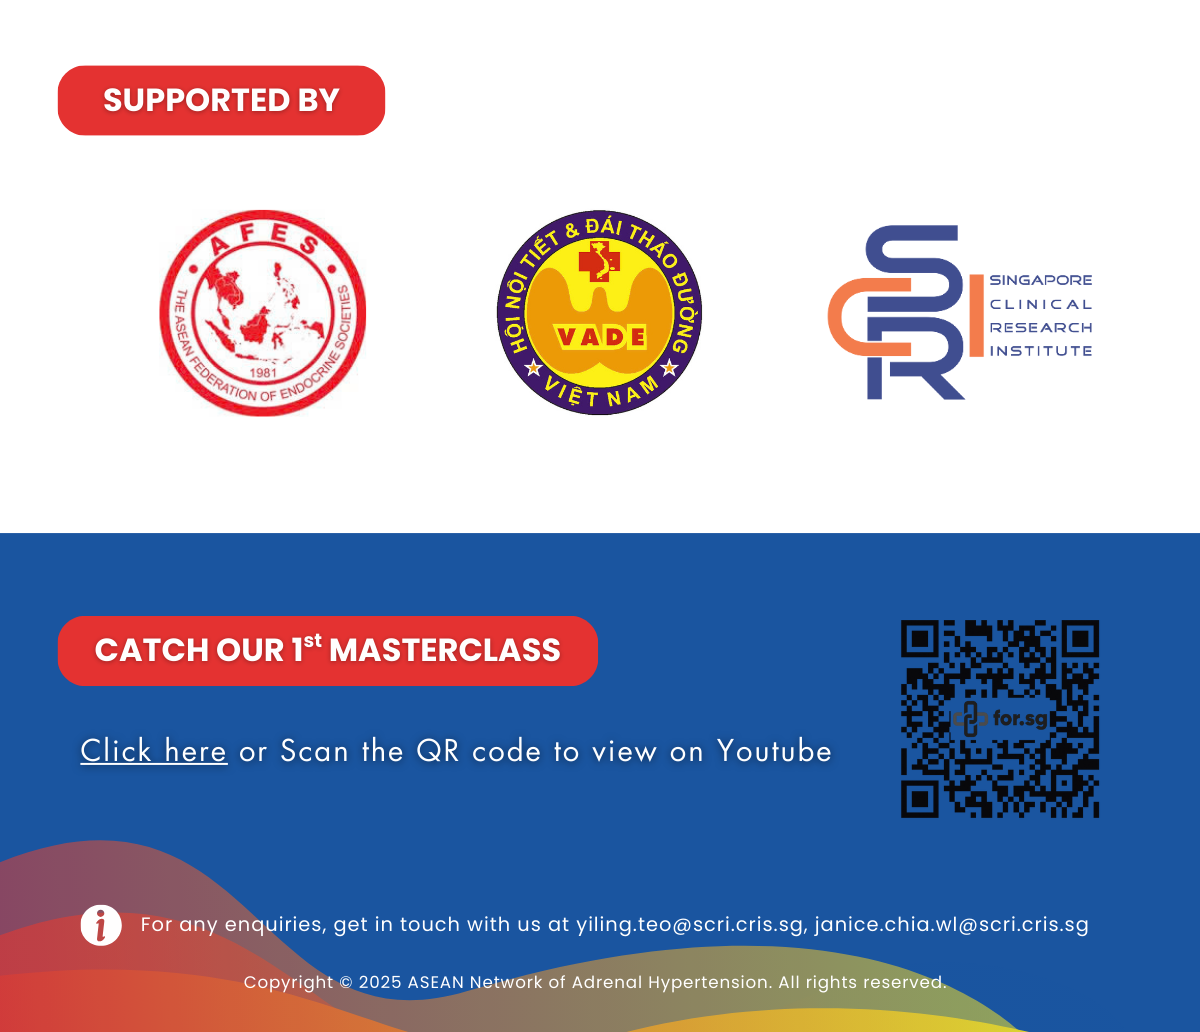 SUPPORTED BY
AFES
THE ASEAN FEDERATION OF ENDOCRINE SOCIETIES
1981
HỘI NỘI TIẾT & ĐÁI THÁO ĐƯỜNG
VADE
VIỆT NAM
SCRI
SINGAPORE
CLINICAL
RESEARCH
INSTITUTE
CATCH OUR 1st MASTERCLASS
for.sg
Click here or Scan the QR code to view on Youtube
i
For any enquiries, get in touch with us at yiling.teo@scri.cris.sg, janice.chia.wl@scri.cris.sg
Copyright © 2025 ASEAN Network of Adrenal Hypertension. All rights reserved.